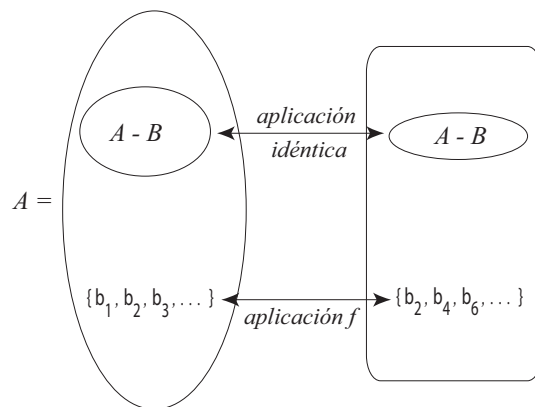 aplicación
A - B
A - B
idéntica
A =
{b₁, b₂, b₃, . . . }
{b₂, b₄, b₆, . . . }
aplicación f